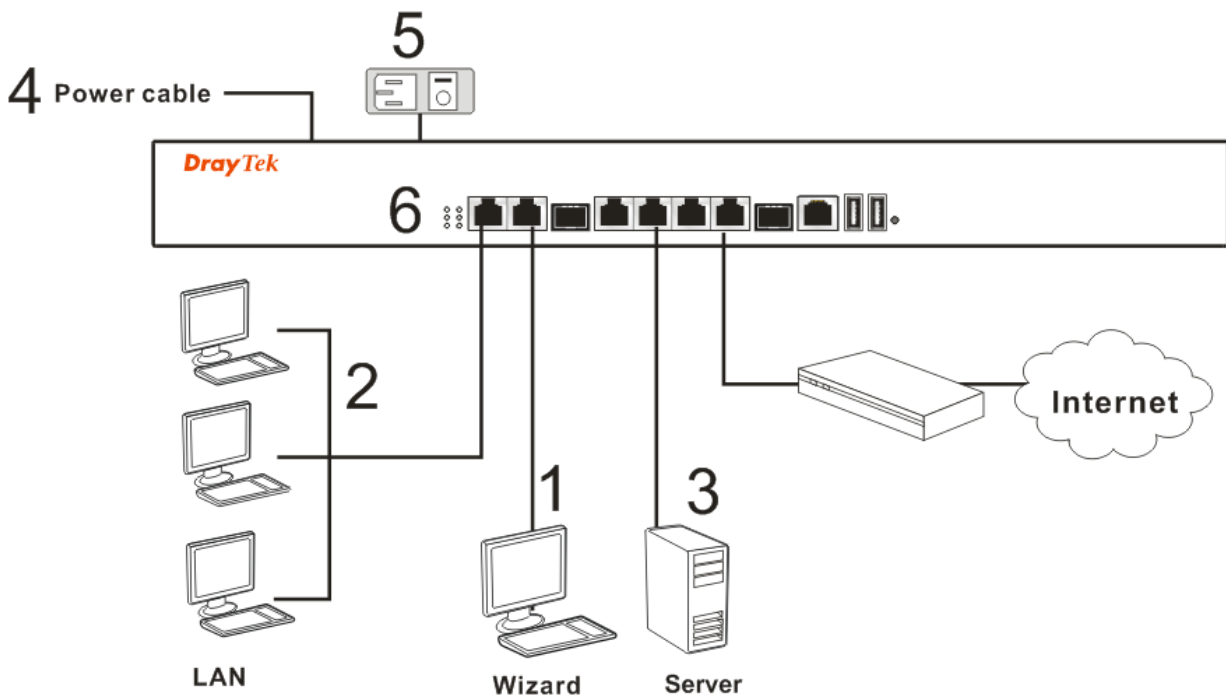 5
4 Power cable
DrayTek
6
2
Internet
1
3
LAN
Wizard
Server